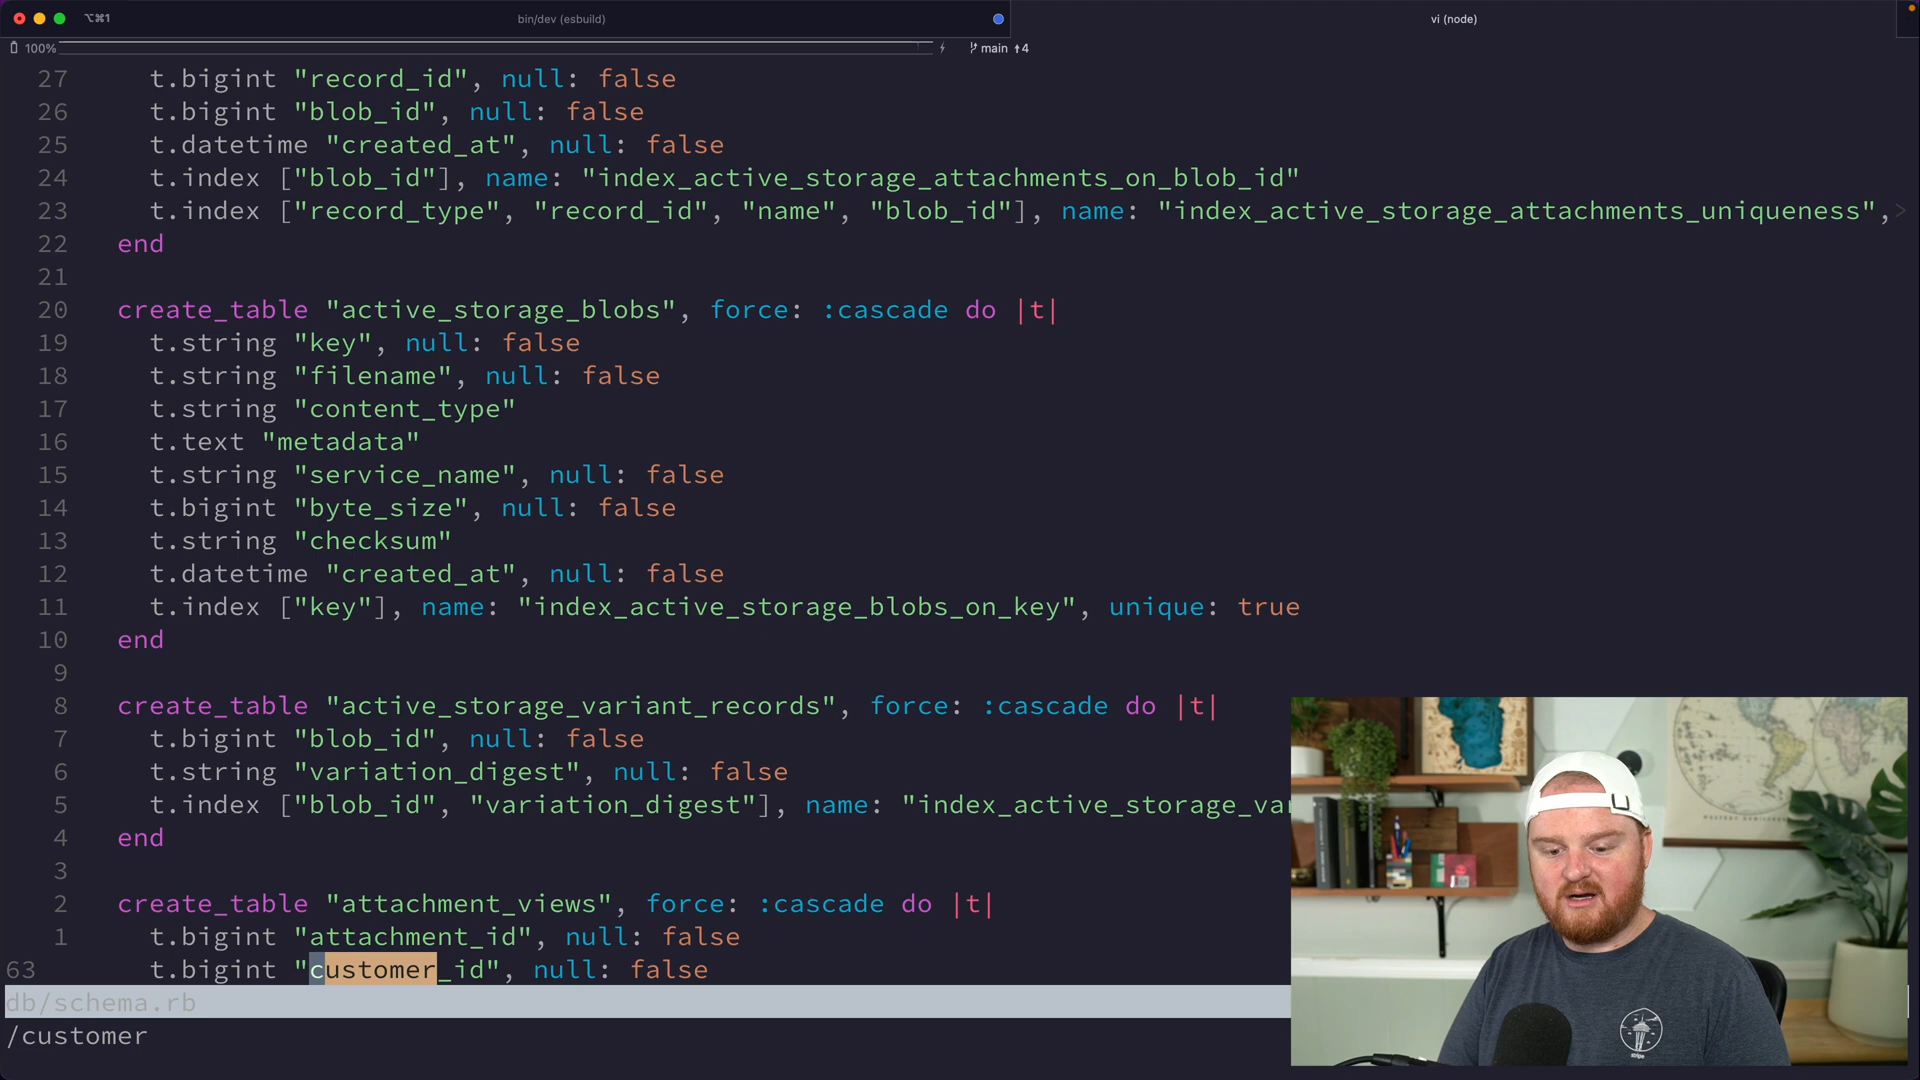 ⌥⌘1
bin/dev (esbuild)
vi (node)
100%
main ↑4
27 t.bigint "record_id", null: false
26 t.bigint "blob_id", null: false
25 t.datetime "created_at", null: false
24 t.index ["blob_id"], name: "index_active_storage_attachments_on_blob_id"
23 t.index ["record_type", "record_id", "name", "blob_id"], name: "index_active_storage_attachments_uniqueness",>
22 end
21
20 create_table "active_storage_blobs", force: :cascade do |t|
19 t.string "key", null: false
18 t.string "filename", null: false
17 t.string "content_type"
16 t.text "metadata"
15 t.string "service_name", null: false
14 t.bigint "byte_size", null: false
13 t.string "checksum"
12 t.datetime "created_at", null: false
11 t.index ["key"], name: "index_active_storage_blobs_on_key", unique: true
10 end
9
8 create_table "active_storage_variant_records", force: :cascade do |t|
7 t.bigint "blob_id", null: false
6 t.string "variation_digest", null: false
5 t.index ["blob_id", "variation_digest"], name: "index_active_storage_var
4 end
3
2 create_table "attachment_views", force: :cascade do |t|
1 t.bigint "attachment_id", null: false
63 t.bigint "customer_id", null: false
db/schema.rb
/customer
stripe